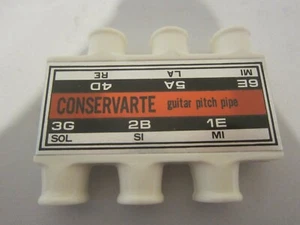 6E 5A 4D
MI LA RE
CONSERVARTE guitar pitch pipe
3G 2B 1E
SOL SI MI